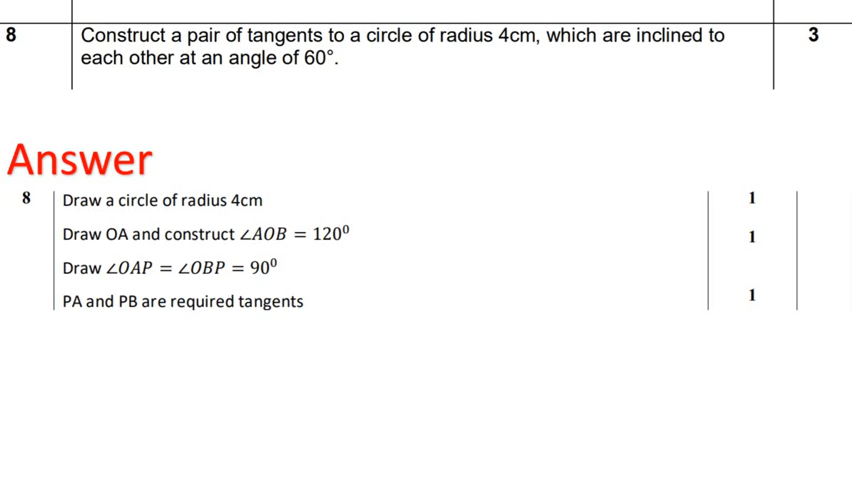 8 Construct a pair of tangents to a circle of radius 4cm, which are inclined to 3
each other at an angle of 60°.
Answer
8 Draw a circle of radius 4cm 1
Draw OA and construct ∠AOB = 120⁰ 1
Draw ∠OAP = ∠OBP = 90⁰
PA and PB are required tangents 1